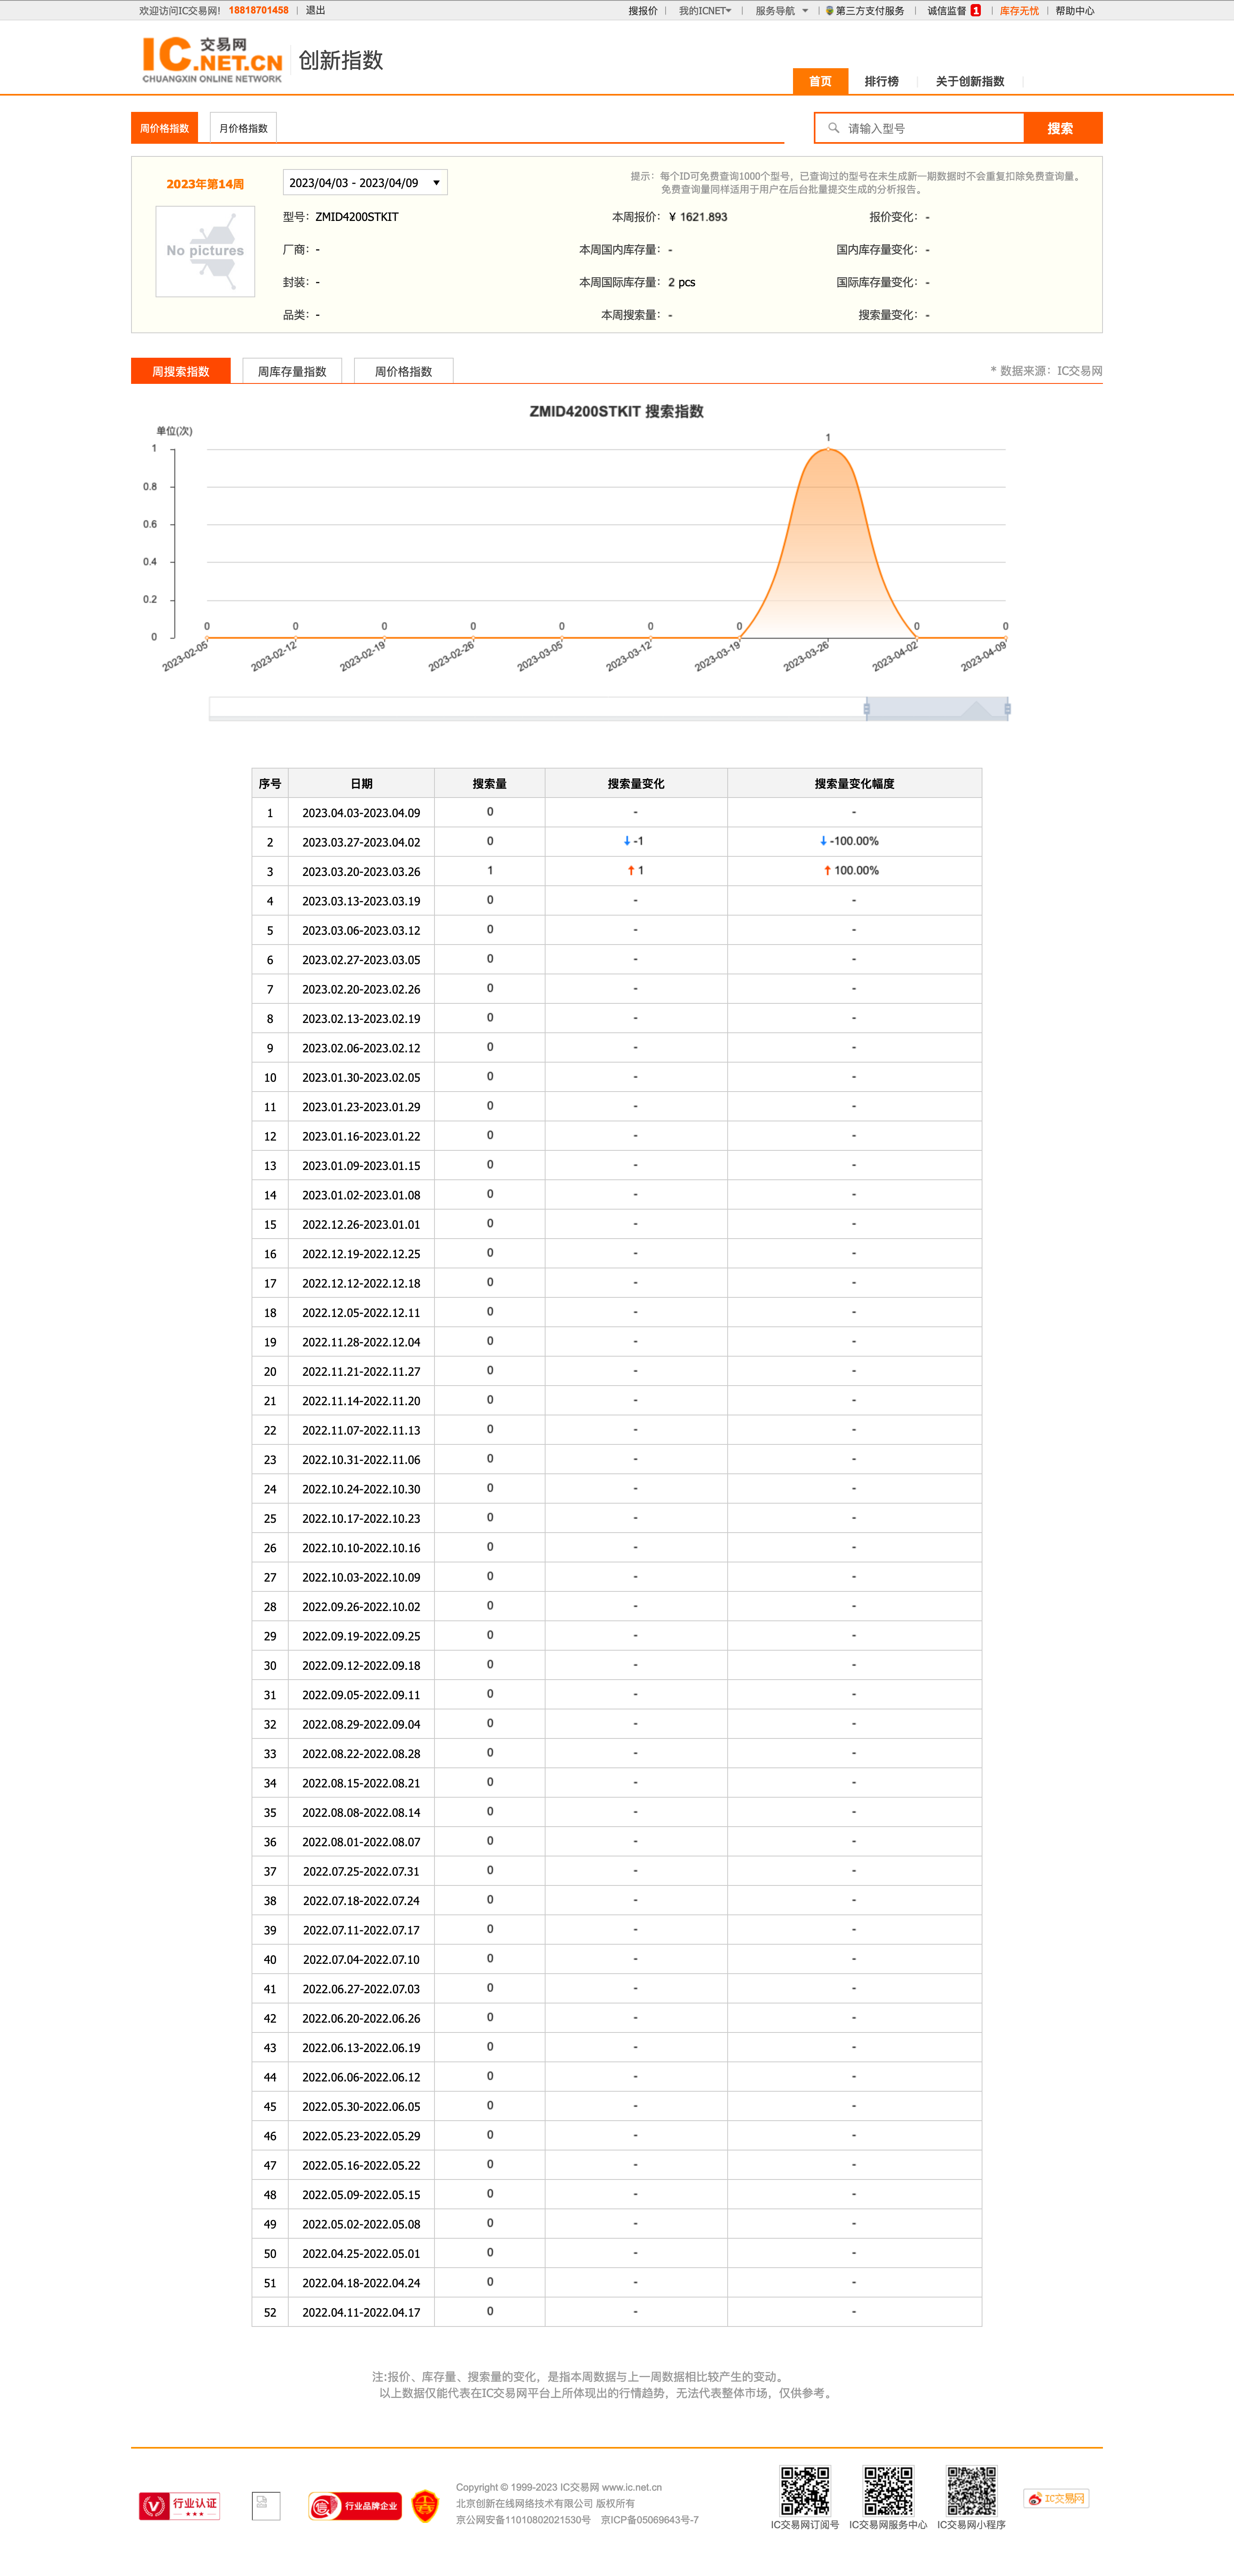 欢迎访问IC交易网! 18818701458 | 退出 搜报价 | 我的ICNET | 服务导航 | 第三方支付服务 | 诚信监督 1 | 库存无忧 | 帮助中心
IC 交易网 .NET.CN
CHUANGXIN ONLINE NETWORK
创新指数
首页 排行榜 关于创新指数
周价格指数 月价格指数 请输入型号 搜索
2023年第14周 2023/04/03 - 2023/04/09
提示：每个ID可免费查询1000个型号，已查询过的型号在未生成新一期数据时不会重复扣除免费查询量。
免费查询量同样适用于用户在后台批量提交生成的分析报告。
No pictures
型号：ZMID4200STKIT 本周报价：¥ 1621.893 报价变化：-
厂商：- 本周国内库存量：- 国内库存量变化：-
封装：- 本周国际库存量：2 pcs 国际库存量变化：-
品类：- 本周搜索量：- 搜索量变化：-
周搜索指数 周库存量指数 周价格指数 * 数据来源：IC交易网
ZMID4200STKIT 搜索指数
单位(次)
1
0.8
0.6
0.4
0.2
0
0 0 0 0 0 0 0 1 0 0
2023-02-05 2023-02-12 2023-02-19 2023-02-26 2023-03-05 2023-03-12 2023-03-19 2023-03-26 2023-04-02 2023-04-09
序号 日期 搜索量 搜索量变化 搜索量变化幅度
1 2023.04.03-2023.04.09 0 - -
2 2023.03.27-2023.04.02 0 ↓-1 ↓-100.00%
3 2023.03.20-2023.03.26 1 ↑1 ↑100.00%
4 2023.03.13-2023.03.19 0 - -
5 2023.03.06-2023.03.12 0 - -
6 2023.02.27-2023.03.05 0 - -
7 2023.02.20-2023.02.26 0 - -
8 2023.02.13-2023.02.19 0 - -
9 2023.02.06-2023.02.12 0 - -
10 2023.01.30-2023.02.05 0 - -
11 2023.01.23-2023.01.29 0 - -
12 2023.01.16-2023.01.22 0 - -
13 2023.01.09-2023.01.15 0 - -
14 2023.01.02-2023.01.08 0 - -
15 2022.12.26-2023.01.01 0 - -
16 2022.12.19-2022.12.25 0 - -
17 2022.12.12-2022.12.18 0 - -
18 2022.12.05-2022.12.11 0 - -
19 2022.11.28-2022.12.04 0 - -
20 2022.11.21-2022.11.27 0 - -
21 2022.11.14-2022.11.20 0 - -
22 2022.11.07-2022.11.13 0 - -
23 2022.10.31-2022.11.06 0 - -
24 2022.10.24-2022.10.30 0 - -
25 2022.10.17-2022.10.23 0 - -
26 2022.10.10-2022.10.16 0 - -
27 2022.10.03-2022.10.09 0 - -
28 2022.09.26-2022.10.02 0 - -
29 2022.09.19-2022.09.25 0 - -
30 2022.09.12-2022.09.18 0 - -
31 2022.09.05-2022.09.11 0 - -
32 2022.08.29-2022.09.04 0 - -
33 2022.08.22-2022.08.28 0 - -
34 2022.08.15-2022.08.21 0 - -
35 2022.08.08-2022.08.14 0 - -
36 2022.08.01-2022.08.07 0 - -
37 2022.07.25-2022.07.31 0 - -
38 2022.07.18-2022.07.24 0 - -
39 2022.07.11-2022.07.17 0 - -
40 2022.07.04-2022.07.10 0 - -
41 2022.06.27-2022.07.03 0 - -
42 2022.06.20-2022.06.26 0 - -
43 2022.06.13-2022.06.19 0 - -
44 2022.06.06-2022.06.12 0 - -
45 2022.05.30-2022.06.05 0 - -
46 2022.05.23-2022.05.29 0 - -
47 2022.05.16-2022.05.22 0 - -
48 2022.05.09-2022.05.15 0 - -
49 2022.05.02-2022.05.08 0 - -
50 2022.04.25-2022.05.01 0 - -
51 2022.04.18-2022.04.24 0 - -
52 2022.04.11-2022.04.17 0 - -
注:报价、库存量、搜索量的变化，是指本周数据与上一周数据相比较产生的变动。
以上数据仅能代表在IC交易网平台上所体现出的行情趋势，无法代表整体市场，仅供参考。
行业认证
行业品牌企业
Copyright © 1999-2023 IC交易网 www.ic.net.cn
北京创新在线网络技术有限公司 版权所有
京公网安备11010802021530号 京ICP备05069643号-7
IC交易网订阅号 IC交易网服务中心 IC交易网小程序
IC交易网